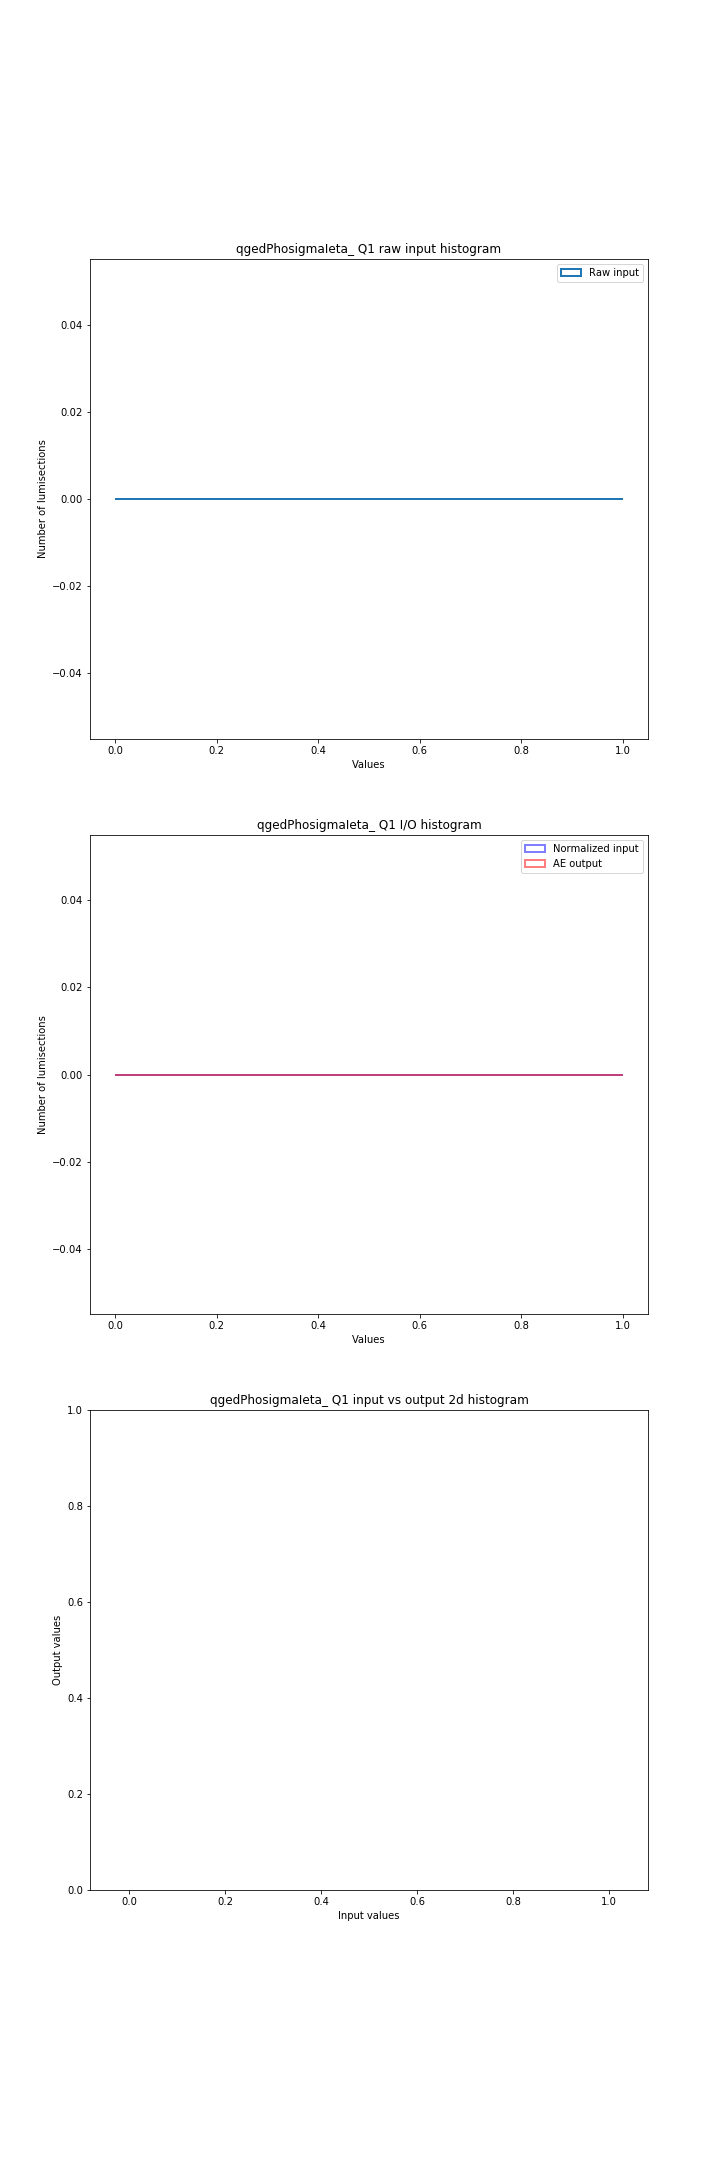 qgedPhosigmaIeta_ Q1 raw input histogram
Raw input
0.04
0.02
0.00
−0.02
−0.04
Number of lumisections
0.0 0.2 0.4 0.6 0.8 1.0
Values
qgedPhosigmaIeta_ Q1 I/O histogram
Normalized input
AE output
0.04
0.02
0.00
−0.02
−0.04
Number of lumisections
0.0 0.2 0.4 0.6 0.8 1.0
Values
qgedPhosigmaIeta_ Q1 input vs output 2d histogram
1.0
0.8
0.6
0.4
0.2
0.0
Output values
0.0 0.2 0.4 0.6 0.8 1.0
Input values